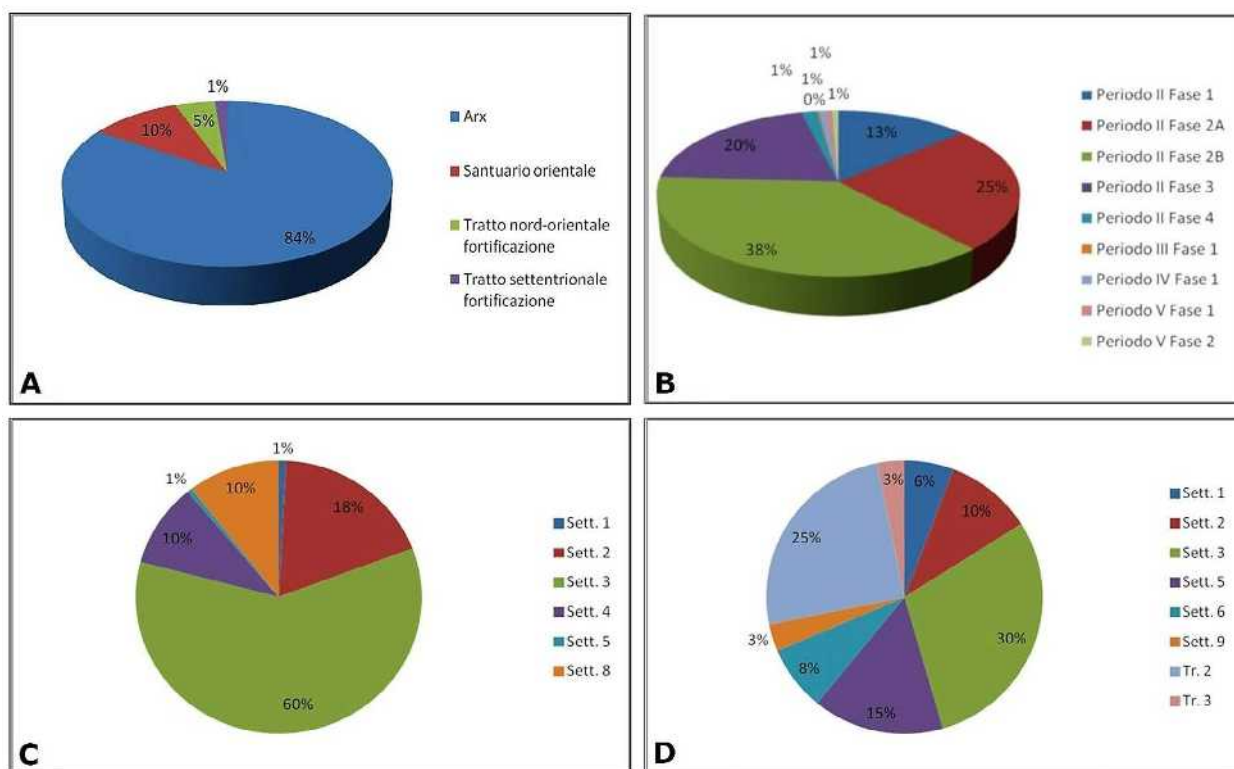 1%
5%
10%
84%
Arx
Santuario orientale
Tratto nord-orientale
fortificazione
Tratto settentrionale
fortificazione
A
1%
1%
1%
0%
1%
13%
20%
25%
38%
Periodo II Fase 1
Periodo II Fase 2A
Periodo II Fase 2B
Periodo II Fase 3
Periodo II Fase 4
Periodo III Fase 1
Periodo IV Fase 1
Periodo V Fase 1
Periodo V Fase 2
B
1%
1%
10%
18%
10%
60%
Sett. 1
Sett. 2
Sett. 3
Sett. 4
Sett. 5
Sett. 8
C
3%
6%
10%
25%
30%
3%
8%
15%
Sett. 1
Sett. 2
Sett. 3
Sett. 5
Sett. 6
Sett. 9
Tr. 2
Tr. 3
D